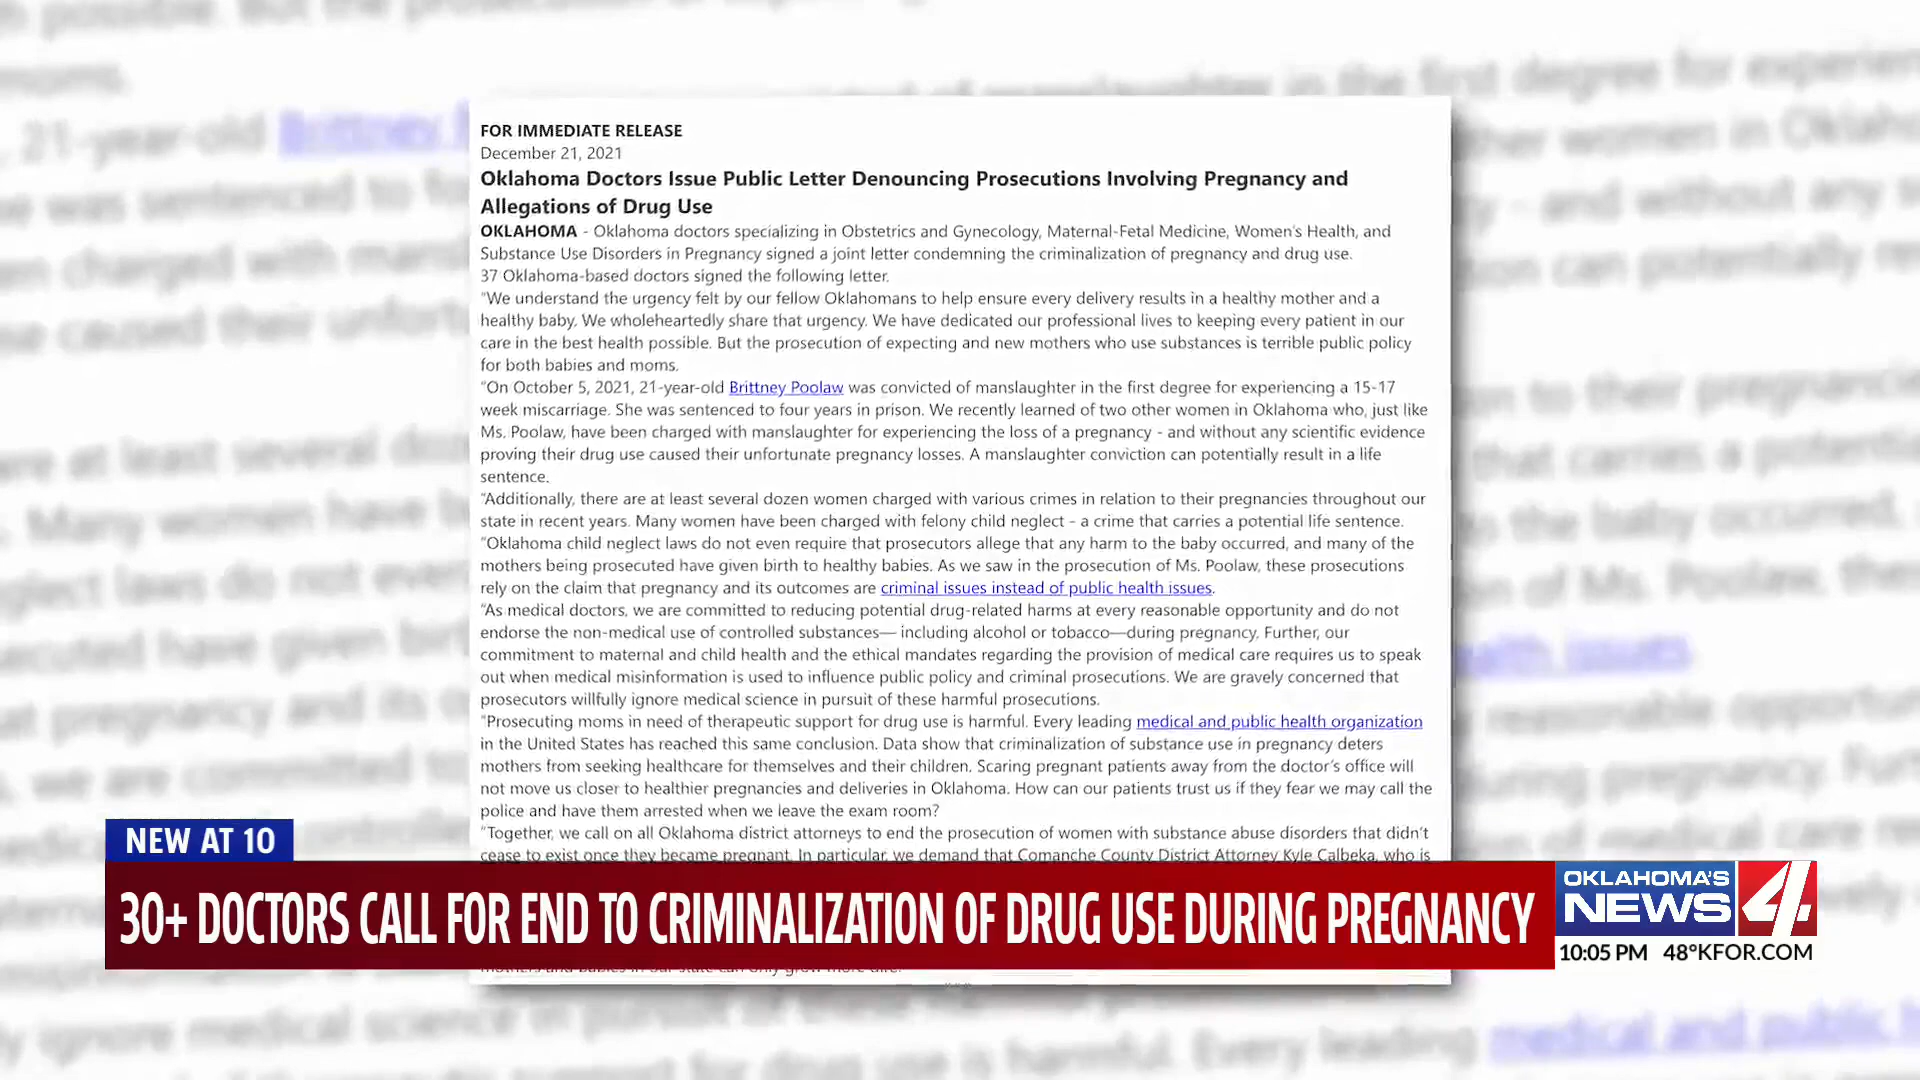 FOR IMMEDIATE RELEASE
December 21, 2021
Oklahoma Doctors Issue Public Letter Denouncing Prosecutions Involving Pregnancy and
Allegations of Drug Use
OKLAHOMA - Oklahoma doctors specializing in Obstetrics and Gynecology, Maternal-Fetal Medicine, Women's Health, and
Substance Use Disorders in Pregnancy signed a joint letter condemning the criminalization of pregnancy and drug use.
37 Oklahoma-based doctors signed the following letter.
"We understand the urgency felt by our fellow Oklahomans to help ensure every delivery results in a healthy mother and a
healthy baby. We wholeheartedly share that urgency. We have dedicated our professional lives to keeping every patient in our
care in the best health possible. But the prosecution of expecting and new mothers who use substances is terrible public policy
for both babies and moms.
"On October 5, 2021, 21-year-old Brittney Poolaw was convicted of manslaughter in the first degree for experiencing a 15-17
week miscarriage. She was sentenced to four years in prison. We recently learned of two other women in Oklahoma who, just like
Ms. Poolaw, have been charged with manslaughter for experiencing the loss of a pregnancy - and without any scientific evidence
proving their drug use caused their unfortunate pregnancy losses. A manslaughter conviction can potentially result in a life
sentence.
"Additionally, there are at least several dozen women charged with various crimes in relation to their pregnancies throughout our
state in recent years. Many women have been charged with felony child neglect - a crime that carries a potential life sentence.
"Oklahoma child neglect laws do not even require that prosecutors allege that any harm to the baby occurred, and many of the
mothers being prosecuted have given birth to healthy babies. As we saw in the prosecution of Ms. Poolaw, these prosecutions
rely on the claim that pregnancy and its outcomes are criminal issues instead of public health issues.
"As medical doctors, we are committed to reducing potential drug-related harms at every reasonable opportunity and do not
endorse the non-medical use of controlled substances— including alcohol or tobacco—during pregnancy. Further, our
commitment to maternal and child health and the ethical mandates regarding the provision of medical care requires us to speak
out when medical misinformation is used to influence public policy and criminal prosecutions. We are gravely concerned that
prosecutors willfully ignore medical science in pursuit of these harmful prosecutions.
"Prosecuting moms in need of therapeutic support for drug use is harmful. Every leading medical and public health organization
in the United States has reached this same conclusion. Data show that criminalization of substance use in pregnancy deters
mothers from seeking healthcare for themselves and their children. Scaring pregnant patients away from the doctor's office will
not move us closer to healthier pregnancies and deliveries in Oklahoma. How can our patients trust us if they fear we may call the
police and have them arrested when we leave the exam room?
"Together, we call on all Oklahoma district attorneys to end the prosecution of women with substance abuse disorders that didn't
cease to exist once they became pregnant. In particular, we demand that Comanche County District Attorney Kyle Calbeka, who is
NEW AT 10
30+ DOCTORS CALL FOR END TO CRIMINALIZATION OF DRUG USE DURING PREGNANCY
OKLAHOMA'S
NEWS 4
10:05 PM 48° KFOR.COM